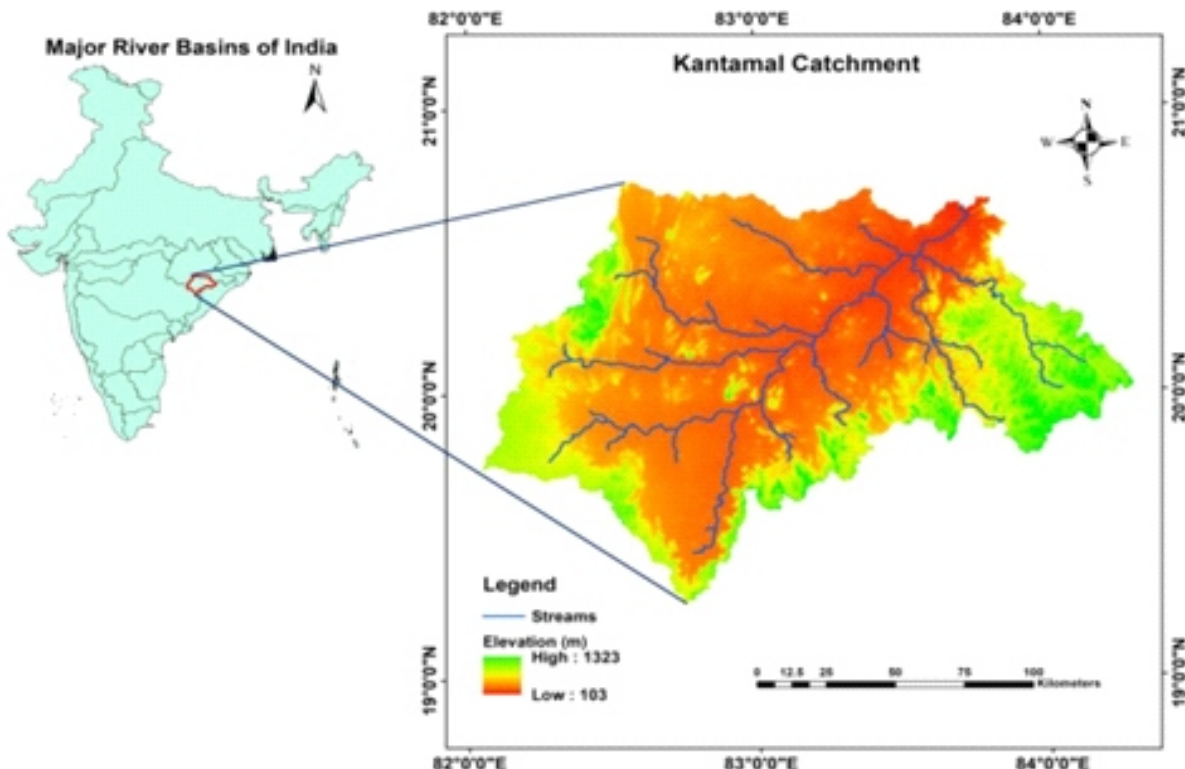 82°0'0"E
83°0'0"E
84°0'0"E
Major River Basins of India
N
Kantamal Catchment
21°0'0"N
21°0'0"N
N
W
E
S
20°0'0"N
20°0'0"N
Legend
Streams
Elevation (m)
High : 1323
Low : 103
0 12.5 25 50 75 100
Kilometers
19°0'0"N
19°0'0"N
82°0'0"E
83°0'0"E
84°0'0"E